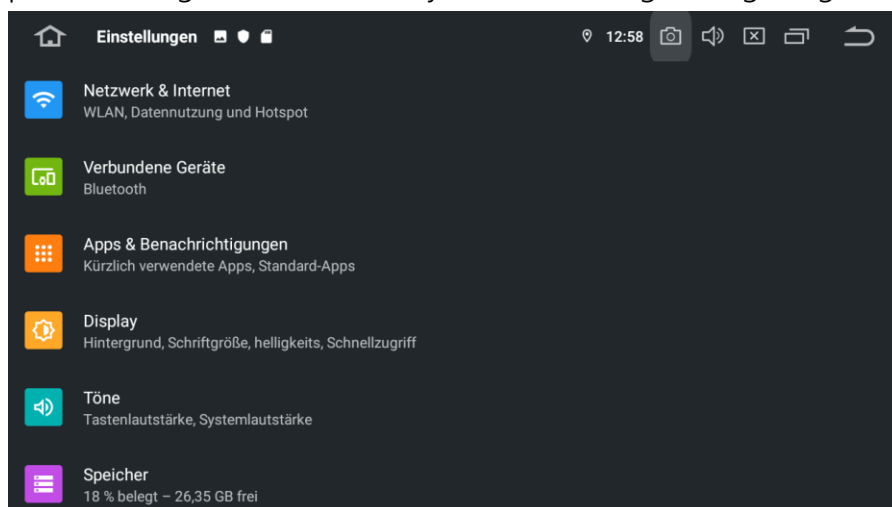 Einstellungen
12:58
Netzwerk & Internet
WLAN, Datennutzung und Hotspot
Verbundene Geräte
Bluetooth
Apps & Benachrichtigungen
Kürzlich verwendete Apps, Standard-Apps
Display
Hintergrund, Schriftgröße, helligkeits, Schnellzugriff
Töne
Tastenlautstärke, Systemlautstärke
Speicher
18 % belegt – 26,35 GB frei